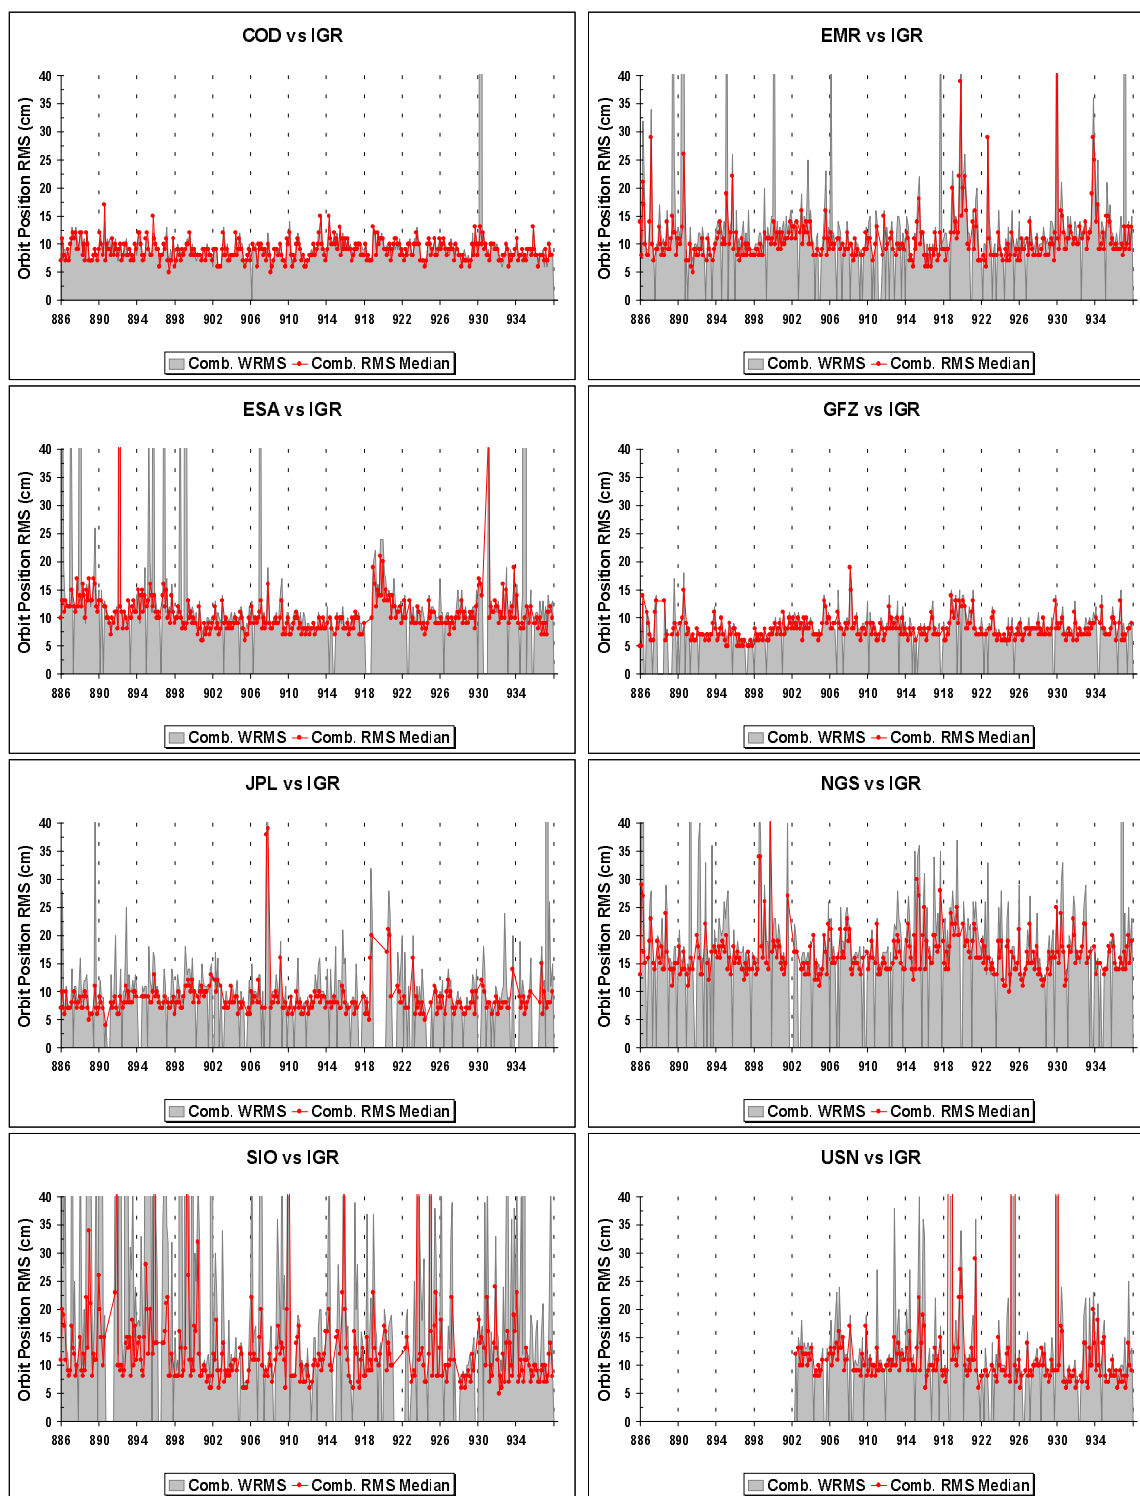 COD vs IGR
Orbit Position RMS (cm)
40
35
30
25
20
15
10
5
0
886 890 894 898 902 906 910 914 918 922 926 930 934
Comb. WRMS Comb. RMS Median
EMR vs IGR
Orbit Position RMS (cm)
40
35
30
25
20
15
10
5
0
886 890 894 898 902 906 910 914 918 922 926 930 934
Comb. WRMS Comb. RMS Median
ESA vs IGR
Orbit Position RMS (cm)
40
35
30
25
20
15
10
5
0
886 890 894 898 902 906 910 914 918 922 926 930 934
Comb. WRMS Comb. RMS Median
GFZ vs IGR
Orbit Position RMS (cm)
40
35
30
25
20
15
10
5
0
886 890 894 898 902 906 910 914 918 922 926 930 934
Comb. WRMS Comb. RMS Median
JPL vs IGR
Orbit Position RMS (cm)
40
35
30
25
20
15
10
5
0
886 890 894 898 902 906 910 914 918 922 926 930 934
Comb. WRMS Comb. RMS Median
NGS vs IGR
Orbit Position RMS (cm)
40
35
30
25
20
15
10
5
0
886 890 894 898 902 906 910 914 918 922 926 930 934
Comb. WRMS Comb. RMS Median
SIO vs IGR
Orbit Position RMS (cm)
40
35
30
25
20
15
10
5
0
886 890 894 898 902 906 910 914 918 922 926 930 934
Comb. WRMS Comb. RMS Median
USN vs IGR
Orbit Position RMS (cm)
40
35
30
25
20
15
10
5
0
886 890 894 898 902 906 910 914 918 922 926 930 934
Comb. WRMS Comb. RMS Median